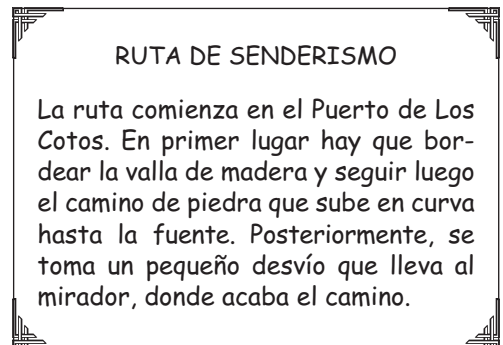 RUTA DE SENDERISMO
La ruta comienza en el Puerto de Los
Cotos. En primer lugar hay que bor-
dear la valla de madera y seguir luego
el camino de piedra que sube en curva
hasta la fuente. Posteriormente, se
toma un pequeño desvío que lleva al
mirador, donde acaba el camino.